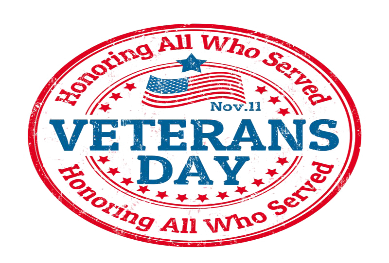 Honoring All Who Served
Nov.11
VETERANS
DAY
Honoring All Who Served